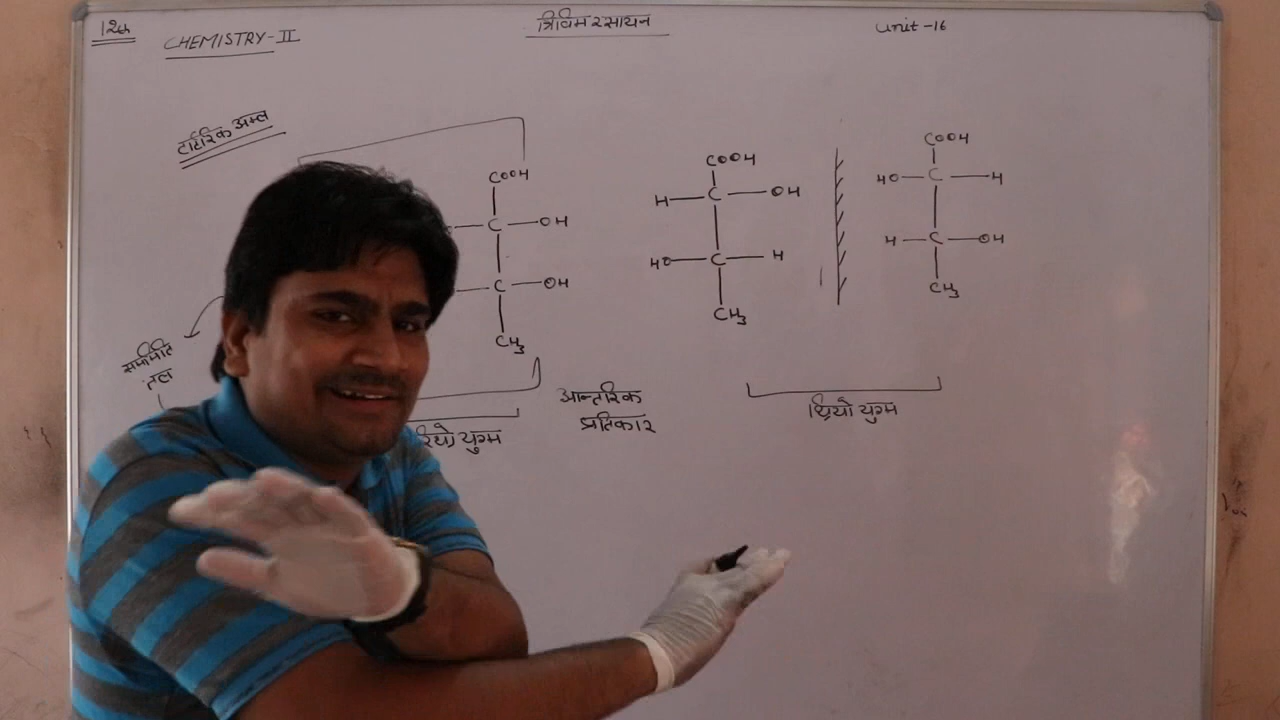 12th
CHEMISTRY-II
त्रिविम रसायन
Unit-16
टार्टरिक अम्ल
COOH
C OH
C OH
CH3
COOH
H C OH
HO C H
CH3
COOH
HO C H
H C OH
CH3
सममिति
तल
युग्म
आन्तरिक
प्रतिकार
थ्रियो युग्म